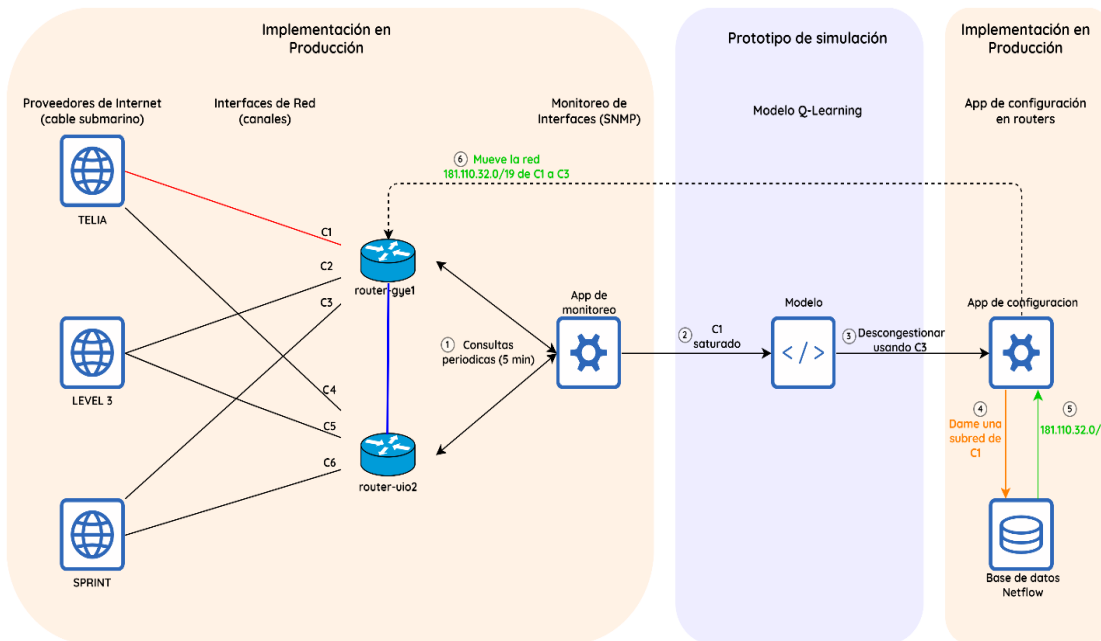 Implementación en
Producción
Proveedores de Internet
(cable submarino)
Interfaces de Red
(canales)
Monitoreo de
Interfaces (SNMP)
TELIA
LEVEL 3
SPRINT
C1
C2
C3
C4
C5
C6
router-gye1
router-uio2
1 Consultas
periodicas (5 min)
App de
monitoreo
6 Mueve la red
181.110.32.0/19 de C1 a C3
Prototipo de simulación
Modelo Q-Learning
2 C1
saturado
Modelo
</>
3 Descongestionar
usando C3
Implementación en
Producción
App de configuración
en routers
App de configuracion
4
Dame una
subred de
C1
5
181.110.32.0/
Base de datos
Netflow